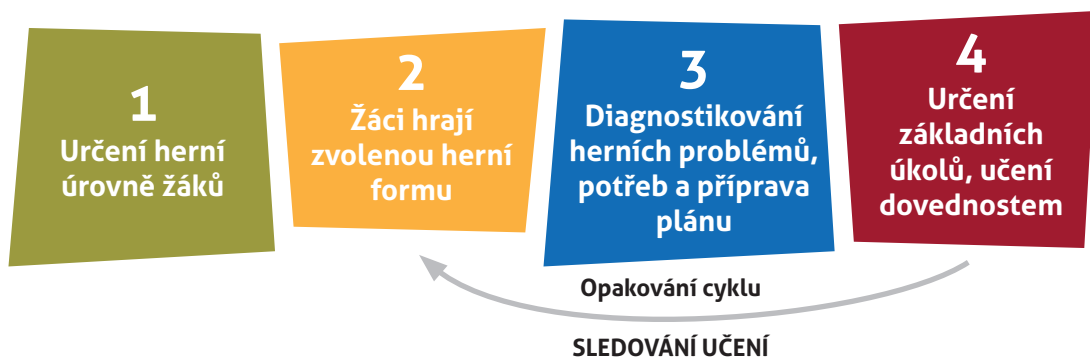 1
Určení herní
úrovně žáků
2
Žáci hrají
zvolenou herní
formu
3
Diagnostikování
herních problémů,
potřeb a příprava
plánu
4
Určení
základních
úkolů, učení
dovednostem
Opakování cyklu
SLEDOVÁNÍ UČENÍ